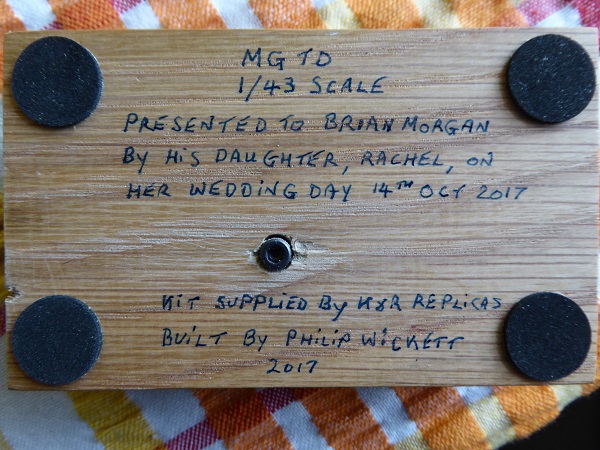 MG TD
1/43 SCALE
PRESENTED TO BRIAN MORGAN
BY HIS DAUGHTER, RACHEL, ON
HER WEDDING DAY 14TH OCT 2017
KIT SUPPLIED BY K&R REPLICAS
BUILT BY PHILIP WICKETT
2017